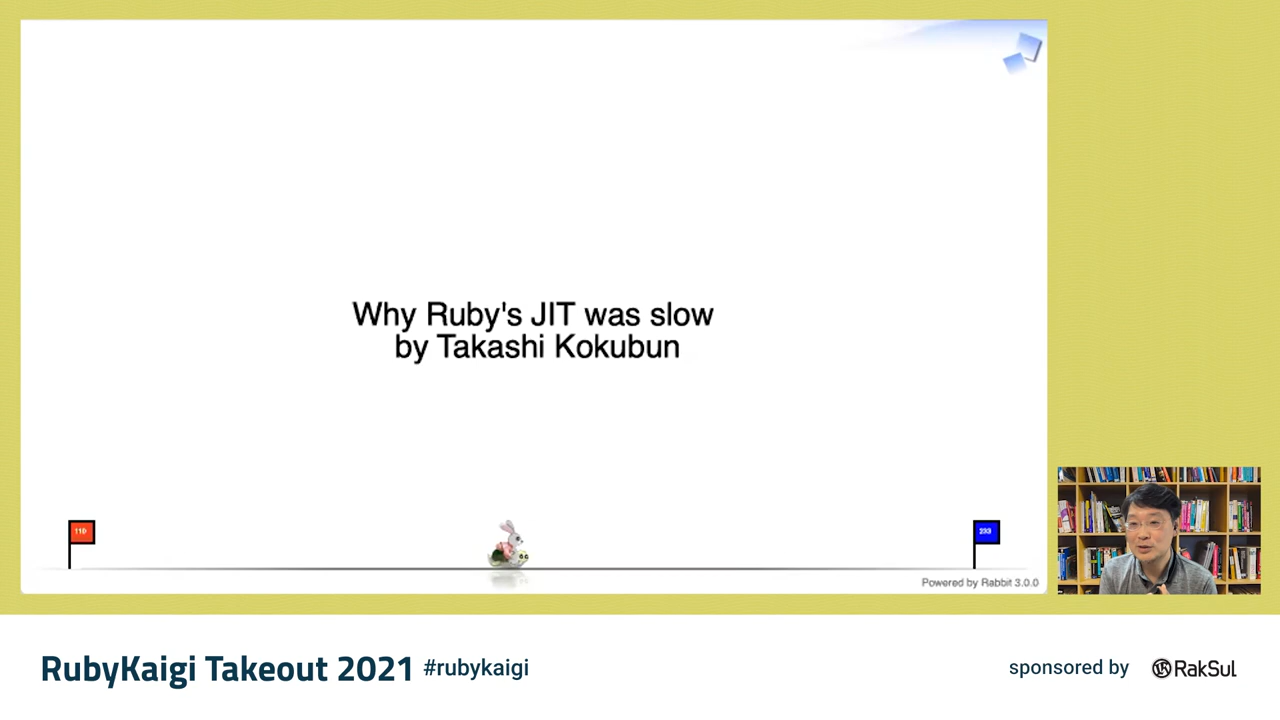 Why Ruby's JIT was slow
by Takashi Kokubun
110
Powered by Rabbit 3.0.0
RubyKaigi Takeout 2021 #rubykaigi
sponsored by RakSul